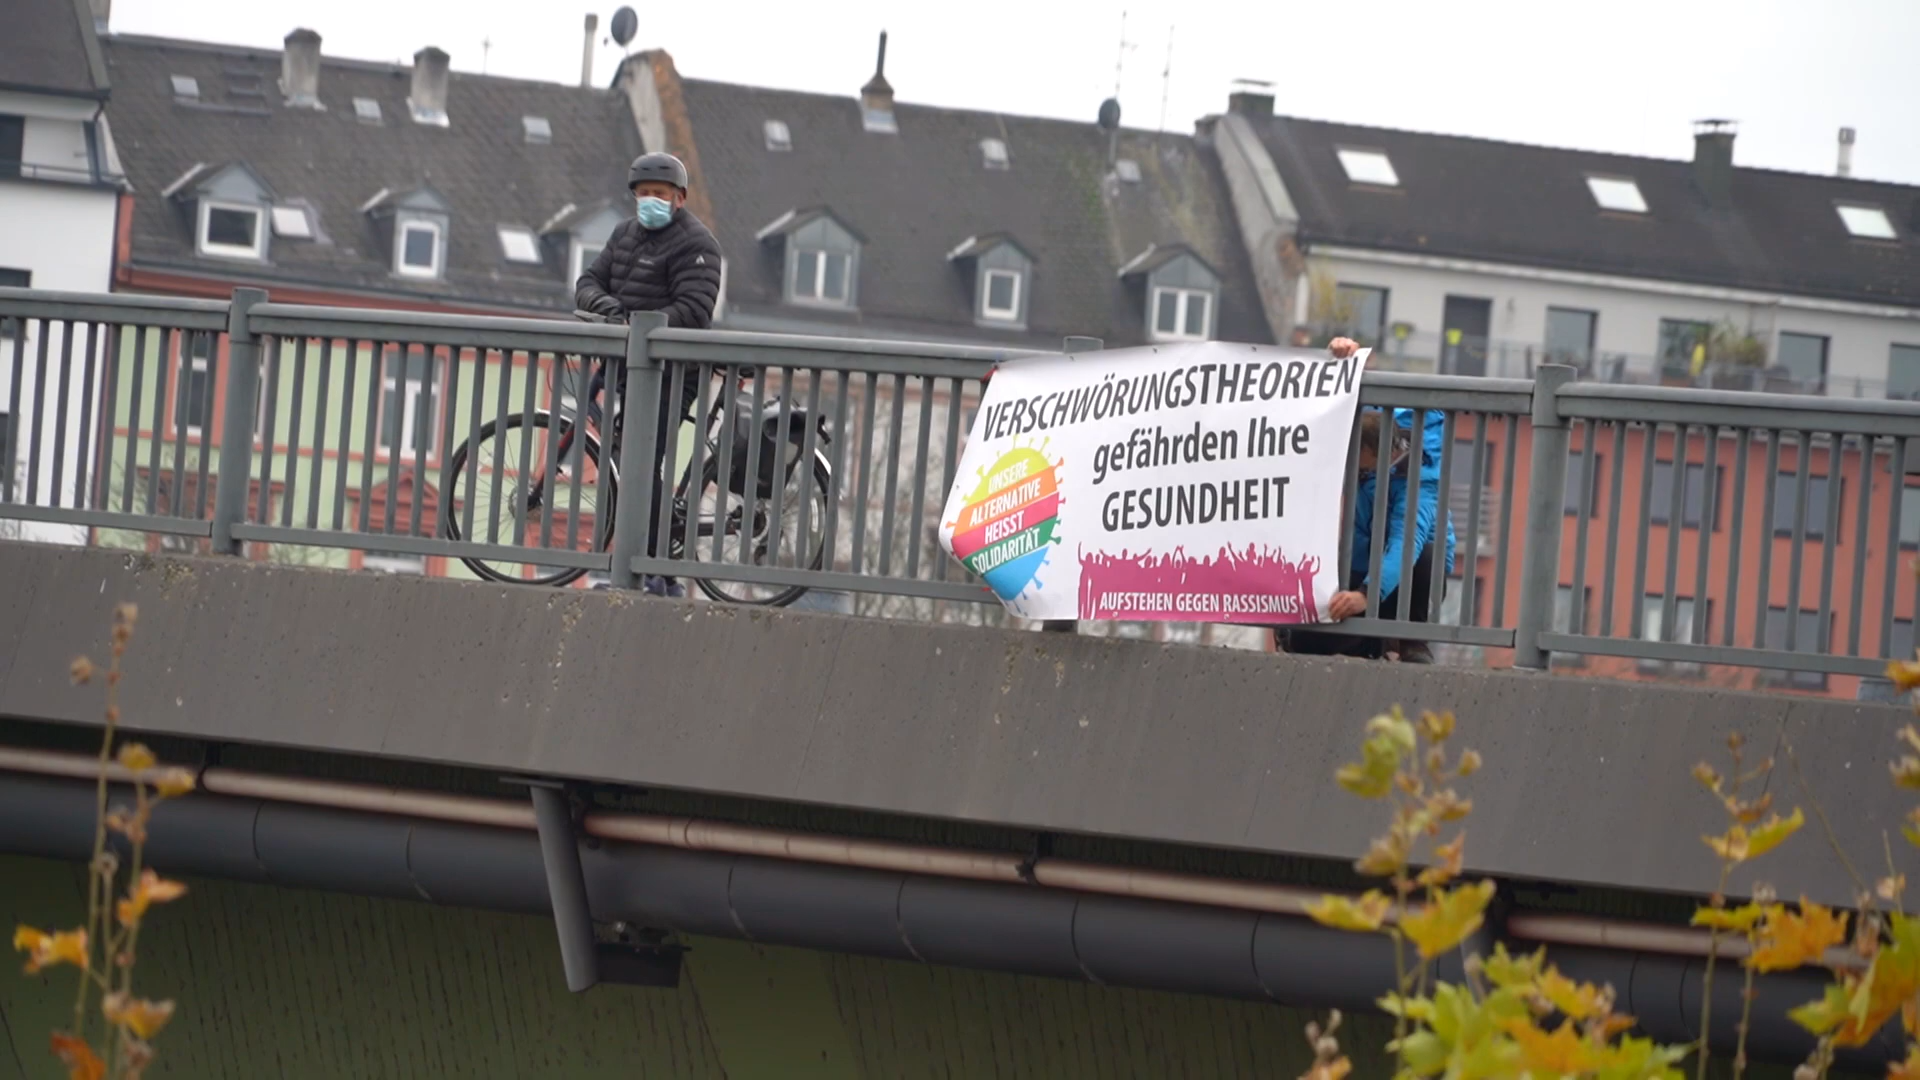 VERSCHWÖRUNGSTHEORIEN
gefährden Ihre
GESUNDHEIT
UNSERE
ALTERNATIVE
HEISST
SOLIDARITÄT
AUFSTEHEN GEGEN RASSISMUS